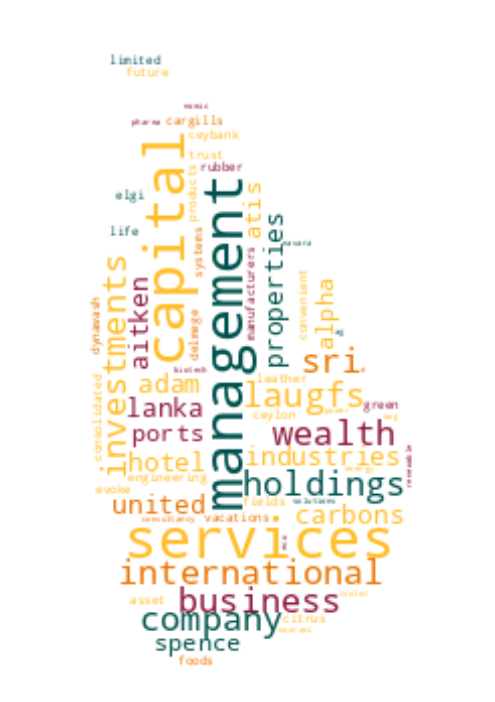 limited
future
pharma cargills
ceybank
trust
rubber
capital
management
products
atis
elgi
life
systems
manufacturers
properties
investments
aitken
dynawash
delmege
convenient
alpha
sri
biotech
adam
leather
laugfs
lanka
ceylon
green
ports
wealth
consolidated
hotel
industries
engineering
energy
renewable
evoke
holdings
united
fields
solutions
consultancy
vacations
carbons
services
international
asset
business
company
citrus
spence
foods